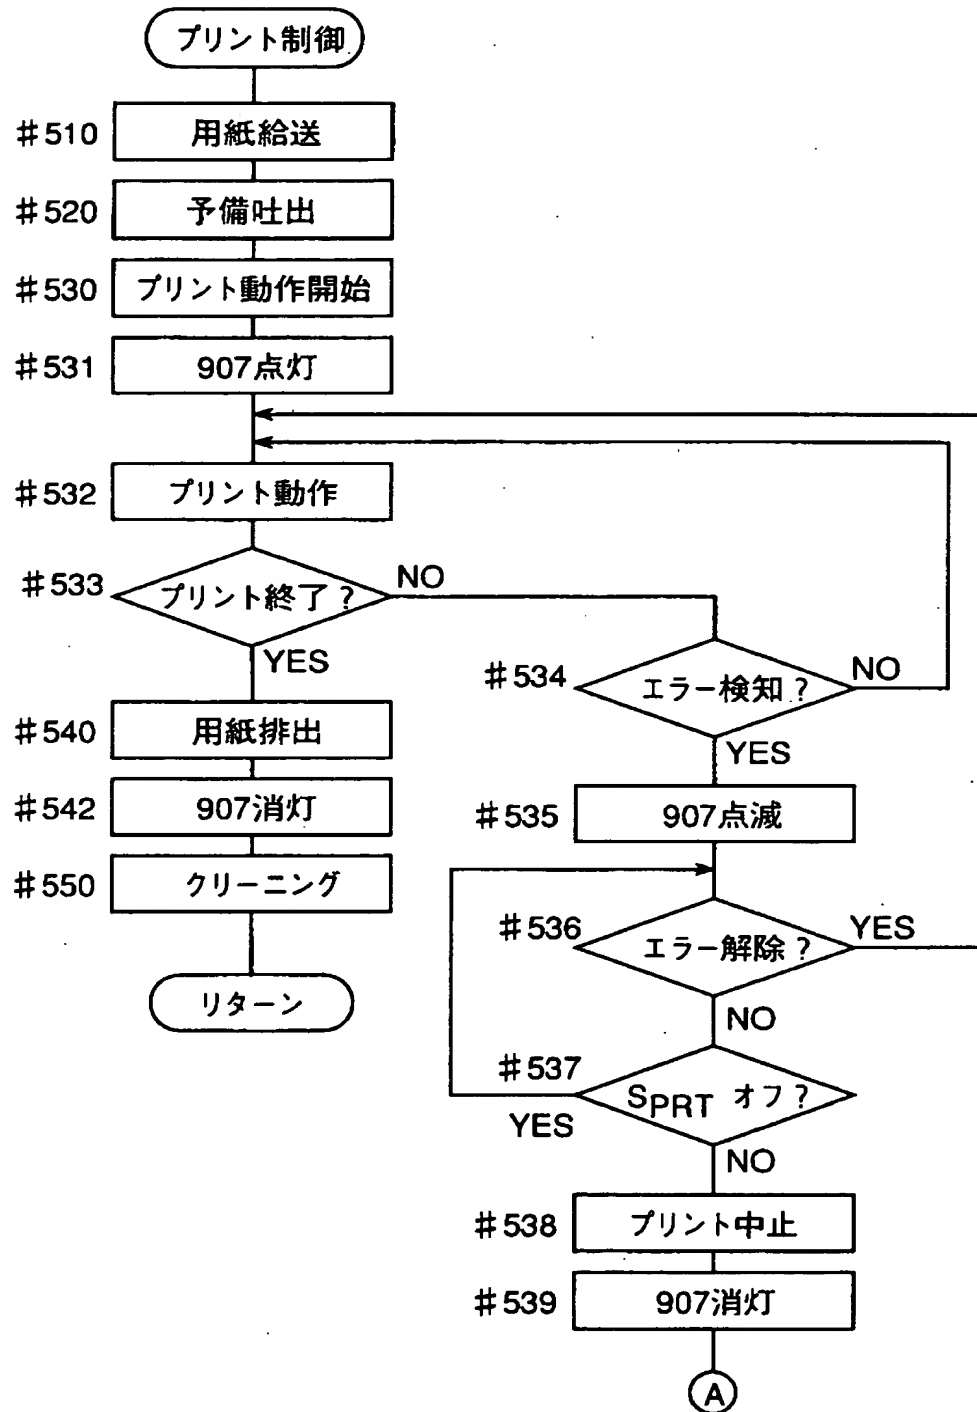 プリント制御
#510 用紙給送
#520 予備吐出
#530 プリント動作開始
#531 907点灯
#532 プリント動作
#533 プリント終了?
NO
YES
#534 エラー検知?
NO
YES
#540 用紙排出
#542 907消灯
#550 クリーニング
リターン
#535 907点滅
#536 エラー解除?
YES
NO
#537 SPRT オフ?
YES
NO
#538 プリント中止
#539 907消灯
A